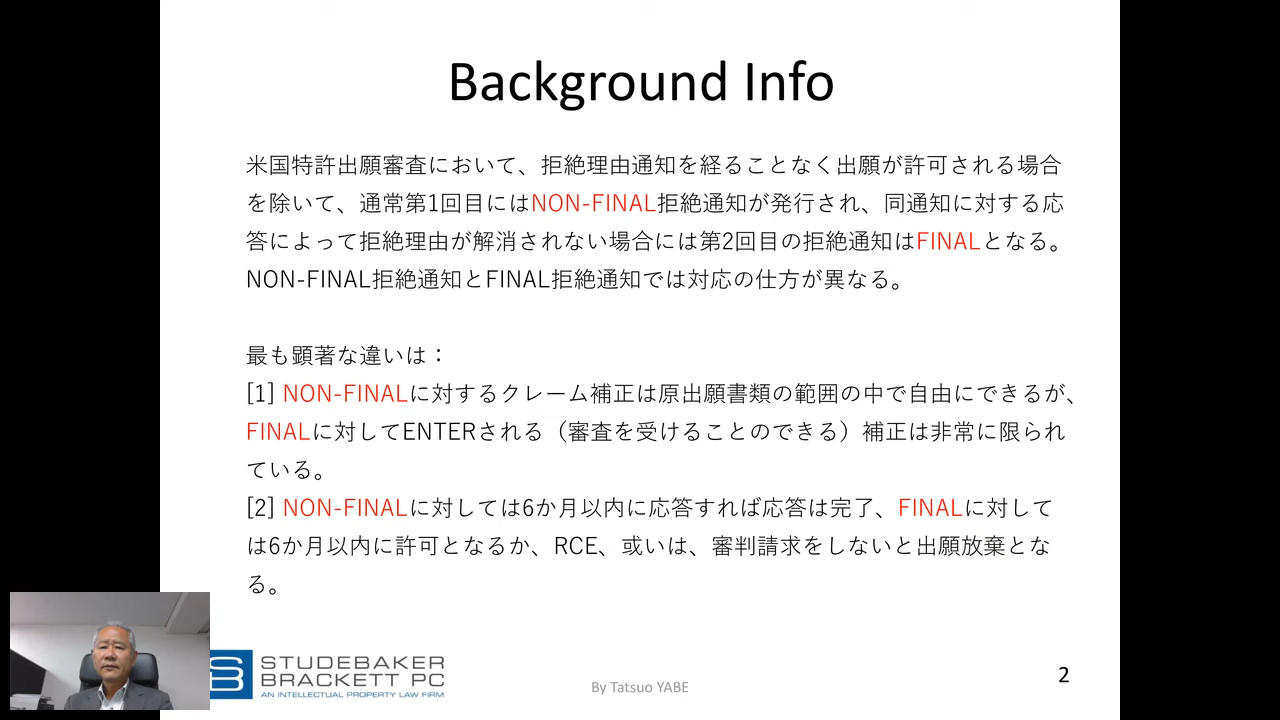 Background Info
米国特許出願審査において、拒絶理由通知を経ることなく出願が許可される場合
を除いて、通常第1回目にはNON-FINAL拒絶通知が発行され、同通知に対する応
答によって拒絶理由が解消されない場合には第2回目の拒絶通知はFINALとなる。
NON-FINAL拒絶通知とFINAL拒絶通知では対応の仕方が異なる。
最も顕著な違いは：
[1] NON-FINALに対するクレーム補正は原出願書類の範囲の中で自由にできるが、
FINALに対してENTERされる（審査を受けることのできる）補正は非常に限られ
ている。
[2] NON-FINALに対しては6か月以内に応答すれば応答は完了、FINALに対して
は6か月以内に許可となるか、RCE、或いは、審判請求をしないと出願放棄とな
る。
STUDEBAKER
BRACKETT PC
AN INTELLECTUAL PROPERTY LAW FIRM
By Tatsuo YABE
2